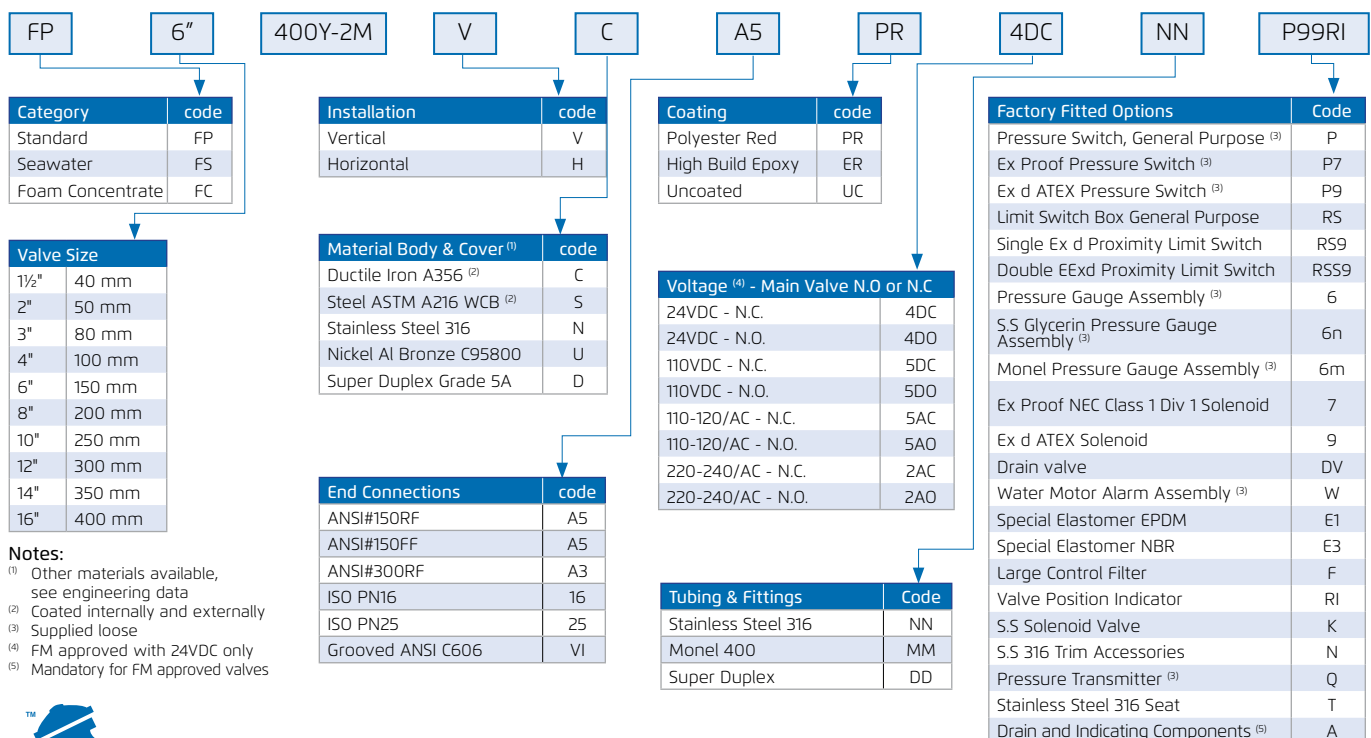 FP 6” 400Y-2M V C A5 PR 4DC NN P99RI
Category code
Standard FP
Seawater FS
Foam Concentrate FC
Valve Size
1½" 40 mm
2" 50 mm
3" 80 mm
4" 100 mm
6" 150 mm
8" 200 mm
10" 250 mm
12" 300 mm
14" 350 mm
16" 400 mm
Notes:
(1) Other materials available,
see engineering data
(2) Coated internally and externally
(3) Supplied loose
(4) FM approved with 24VDC only
(5) Mandatory for FM approved valves
TM
Installation code
Vertical V
Horizontal H
Material Body & Cover (1) code
Ductile Iron A356 (2) C
Steel ASTM A216 WCB (2) S
Stainless Steel 316 N
Nickel Al Bronze C95800 U
Super Duplex Grade 5A D
End Connections code
ANSI#150RF A5
ANSI#150FF A5
ANSI#300RF A3
ISO PN16 16
ISO PN25 25
Grooved ANSI C606 VI
Coating code
Polyester Red PR
High Build Epoxy ER
Uncoated UC
Voltage (4) - Main Valve N.O or N.C
24VDC - N.C. 4DC
24VDC - N.O. 4DO
110VDC - N.C. 5DC
110VDC - N.O. 5DO
110-120/AC - N.C. 5AC
110-120/AC - N.O. 5AO
220-240/AC - N.C. 2AC
220-240/AC - N.O. 2AO
Tubing & Fittings Code
Stainless Steel 316 NN
Monel 400 MM
Super Duplex DD
Factory Fitted Options Code
Pressure Switch, General Purpose (3) P
Ex Proof Pressure Switch (3) P7
Ex d ATEX Pressure Switch (3) P9
Limit Switch Box General Purpose RS
Single Ex d Proximity Limit Switch RS9
Double EExd Proximity Limit Switch RSS9
Pressure Gauge Assembly (3) 6
S.S Glycerin Pressure Gauge
Assembly (3) 6n
Monel Pressure Gauge Assembly (3) 6m
Ex Proof NEC Class 1 Div 1 Solenoid 7
Ex d ATEX Solenoid 9
Drain valve DV
Water Motor Alarm Assembly (3) W
Special Elastomer EPDM E1
Special Elastomer NBR E3
Large Control Filter F
Valve Position Indicator RI
S.S Solenoid Valve K
S.S 316 Trim Accessories N
Pressure Transmitter (3) Q
Stainless Steel 316 Seat T
Drain and Indicating Components (5) A